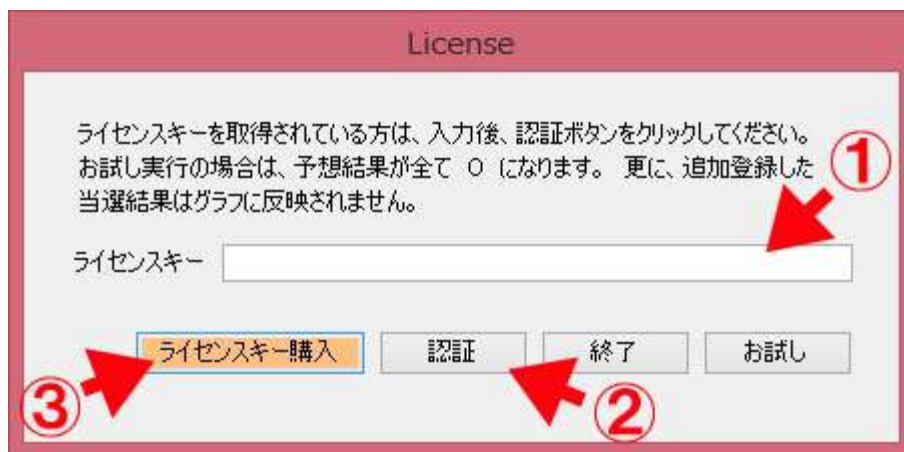 License
ライセンスキーを取得されている方は、入力後、認証ボタンをクリックしてください。
お試し実行の場合は、予想結果が全て 0 になります。 更に、追加登録した
当選結果はグラフに反映されません。
①
ライセンスキー
ライセンスキー購入 認証 終了 お試し
③ ②